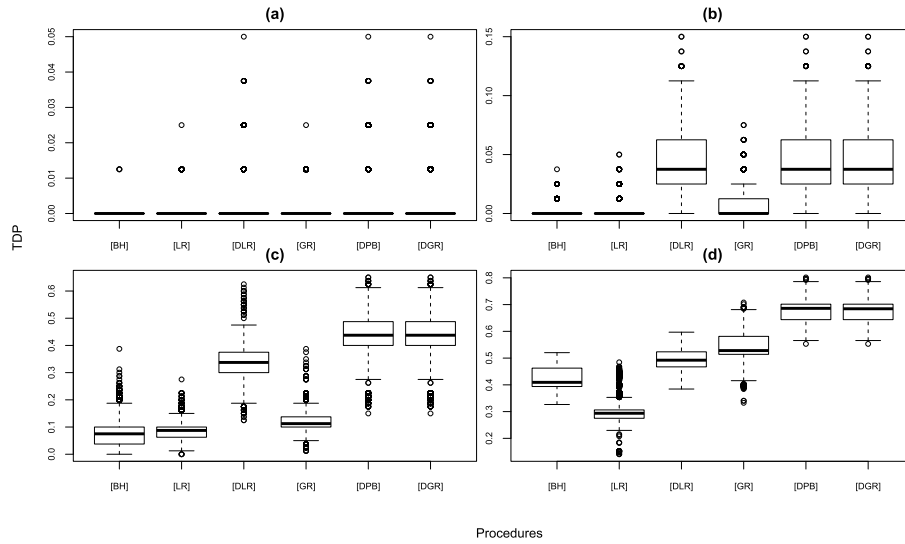 (a)
(b)
0.05
0.04
0.03
0.02
0.01
0.00
[BH] [LR] [DLR] [GR] [DPB] [DGR]
0.15
0.10
0.05
0.00
[BH] [LR] [DLR] [GR] [DPB] [DGR]
TDP
(c)
(d)
0.6
0.5
0.4
0.3
0.2
0.1
0.0
[BH] [LR] [DLR] [GR] [DPB] [DGR]
0.8
0.7
0.6
0.5
0.4
0.3
0.2
[BH] [LR] [DLR] [GR] [DPB] [DGR]
Procedures